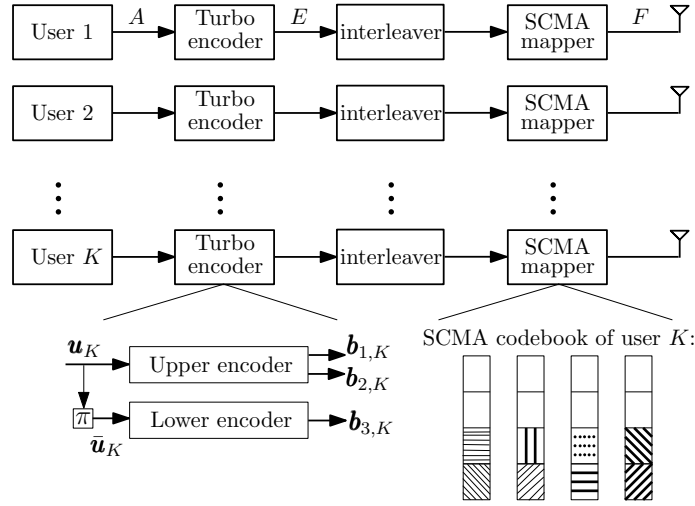 User 1 A Turbo encoder E interleaver SCMA mapper F
User 2 Turbo encoder interleaver SCMA mapper
User K Turbo encoder interleaver SCMA mapper
SCMA codebook of user K:
u_K Upper encoder b_{1,K}
b_{2,K}
π Lower encoder b_{3,K}
ū_K